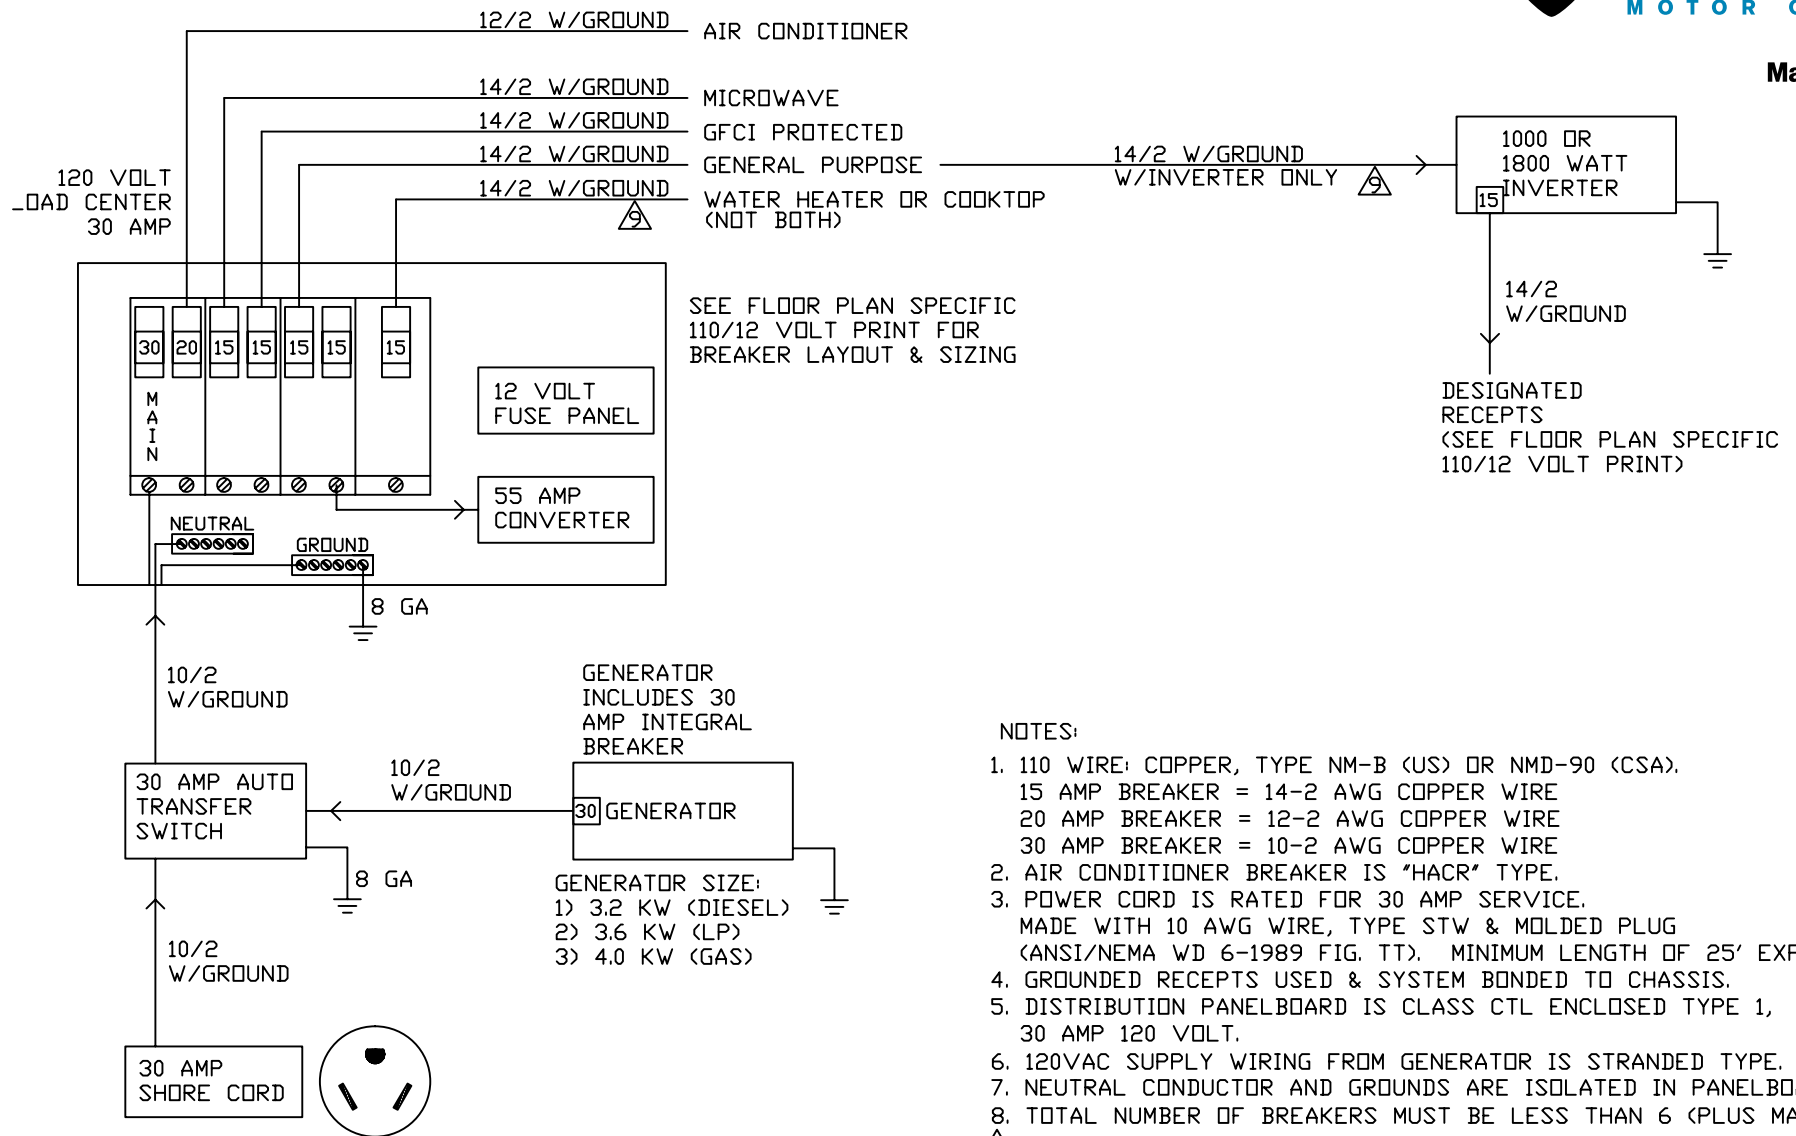 MOTOR
12/2 W/GROUND
AIR CONDITIONER
14/2 W/GROUND
MICROWAVE
14/2 W/GROUND
GFCI PROTECTED
14/2 W/GROUND
GENERAL PURPOSE
14/2 W/GROUND
W/INVERTER ONLY
9
14/2 W/GROUND
9
WATER HEATER OR COOKTOP
(NOT BOTH)
120 VOLT
LOAD CENTER
30 AMP
1000 OR
1800 WATT
INVERTER
15
14/2
W/GROUND
DESIGNATED
RECEPTS
(SEE FLOOR PLAN SPECIFIC
110/12 VOLT PRINT)
SEE FLOOR PLAN SPECIFIC
110/12 VOLT PRINT FOR
BREAKER LAYOUT & SIZING
30 20 15 15 15 15 15
MAIN
12 VOLT
FUSE PANEL
55 AMP
CONVERTER
NEUTRAL
GROUND
8 GA
10/2
W/GROUND
GENERATOR
INCLUDES 30
AMP INTEGRAL
BREAKER
30 AMP AUTO
TRANSFER
SWITCH
10/2
W/GROUND
30 GENERATOR
8 GA
GENERATOR SIZE:
1) 3.2 KW (DIESEL)
2) 3.6 KW (LP)
3) 4.0 KW (GAS)
10/2
W/GROUND
30 AMP
SHORE CORD
NOTES:
1. 110 WIRE: COPPER, TYPE NM-B (US) OR NMD-90 (CSA).
15 AMP BREAKER = 14-2 AWG COPPER WIRE
20 AMP BREAKER = 12-2 AWG COPPER WIRE
30 AMP BREAKER = 10-2 AWG COPPER WIRE
2. AIR CONDITIONER BREAKER IS "HACR" TYPE.
3. POWER CORD IS RATED FOR 30 AMP SERVICE.
MADE WITH 10 AWG WIRE, TYPE STW & MOLDED PLUG
(ANSI/NEMA WD 6-1989 FIG. TT). MINIMUM LENGTH OF 25'
4. GROUNDED RECEPTS USED & SYSTEM BONDED TO CHASSIS.
5. DISTRIBUTION PANELBOARD IS CLASS CTL ENCLOSED TYPE 1,
30 AMP 120 VOLT.
6. 120VAC SUPPLY WIRING FROM GENERATOR IS STRANDED TYPE.
7. NEUTRAL CONDUCTOR AND GROUNDS ARE ISOLATED IN
8. TOTAL NUMBER OF BREAKERS MUST BE LESS THAN 6 (PLUS